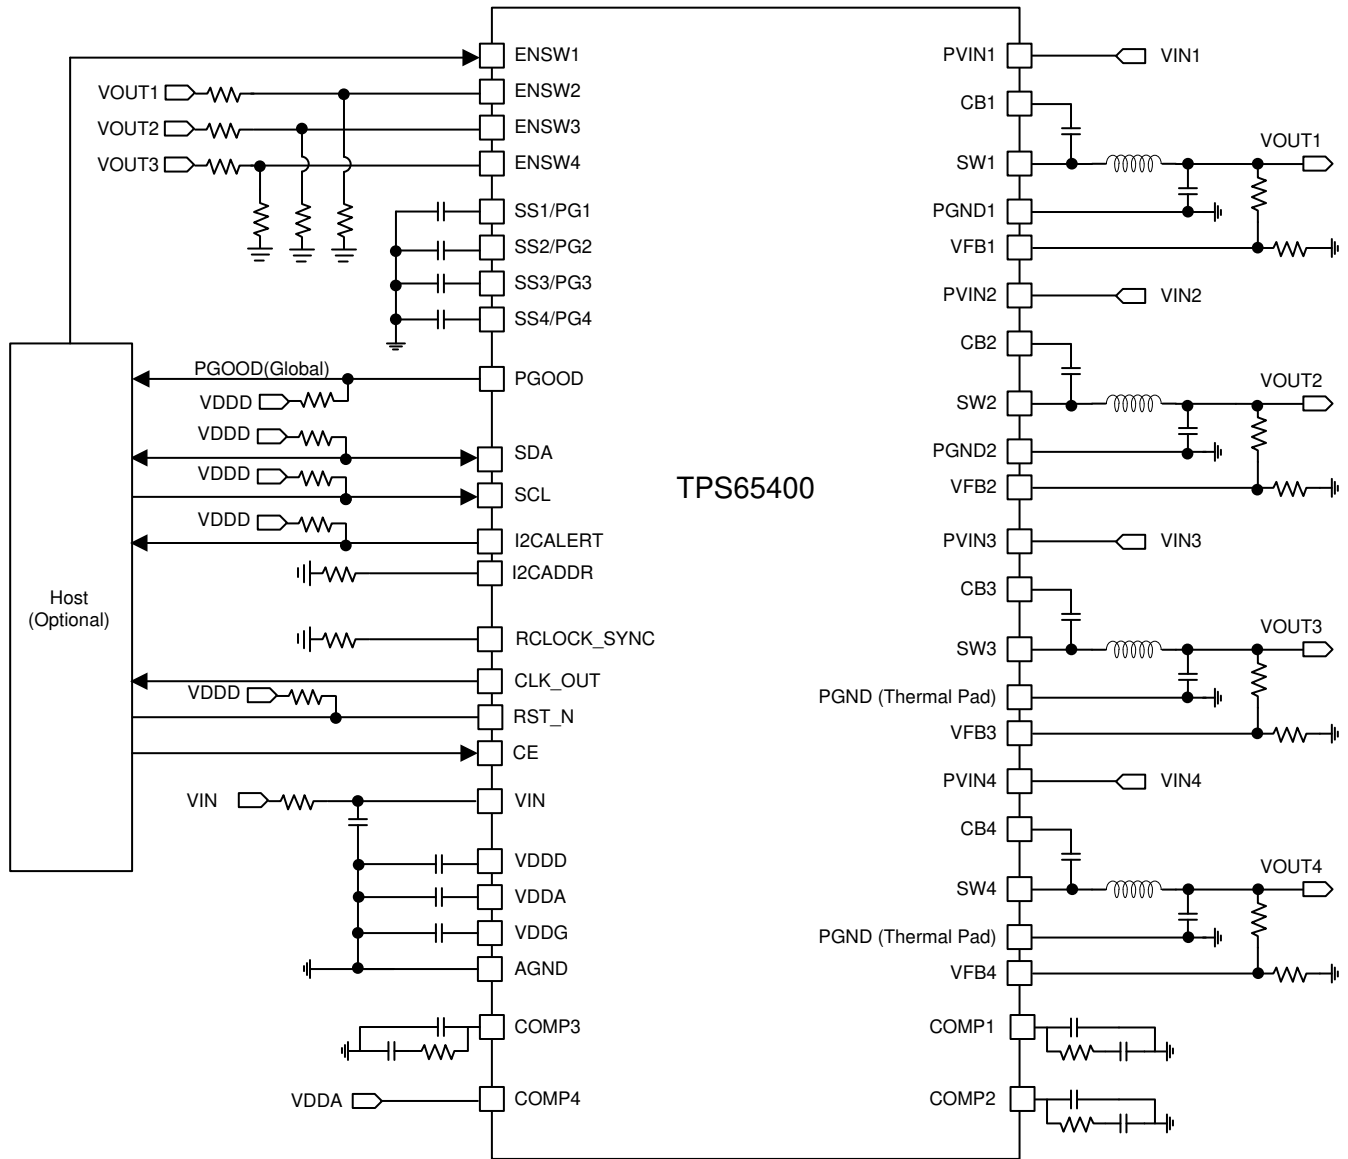 ENSW1
VOUT1
ENSW2
VOUT2
ENSW3
VOUT3
ENSW4
SS1/PG1
SS2/PG2
SS3/PG3
SS4/PG4
PGOOD(Global)
PGOOD
VDDD
VDDD
SDA
VDDD
SCL
VDDD
I2CALERT
I2CADDR
Host
(Optional)
RCLOCK_SYNC
CLK_OUT
VDDD
RST_N
CE
VIN
VIN
VDDD
VDDA
VDDG
AGND
COMP3
VDDA
COMP4
TPS65400
PVIN1
VIN1
CB1
VOUT1
SW1
PGND1
VFB1
PVIN2
VIN2
CB2
VOUT2
SW2
PGND2
VFB2
PVIN3
VIN3
CB3
VOUT3
SW3
PGND (Thermal Pad)
VFB3
PVIN4
VIN4
CB4
VOUT4
SW4
PGND (Thermal Pad)
VFB4
COMP1
COMP2